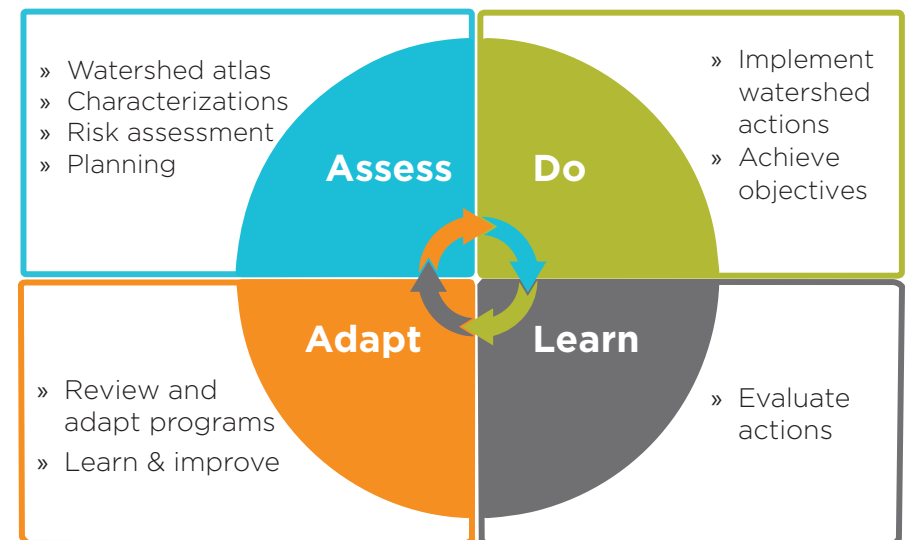 » Watershed atlas
» Characterizations
» Risk assessment
» Planning
Assess
Do
» Implement
watershed
actions
» Achieve
objectives
Adapt
» Review and
adapt programs
» Learn & improve
Learn
» Evaluate
actions